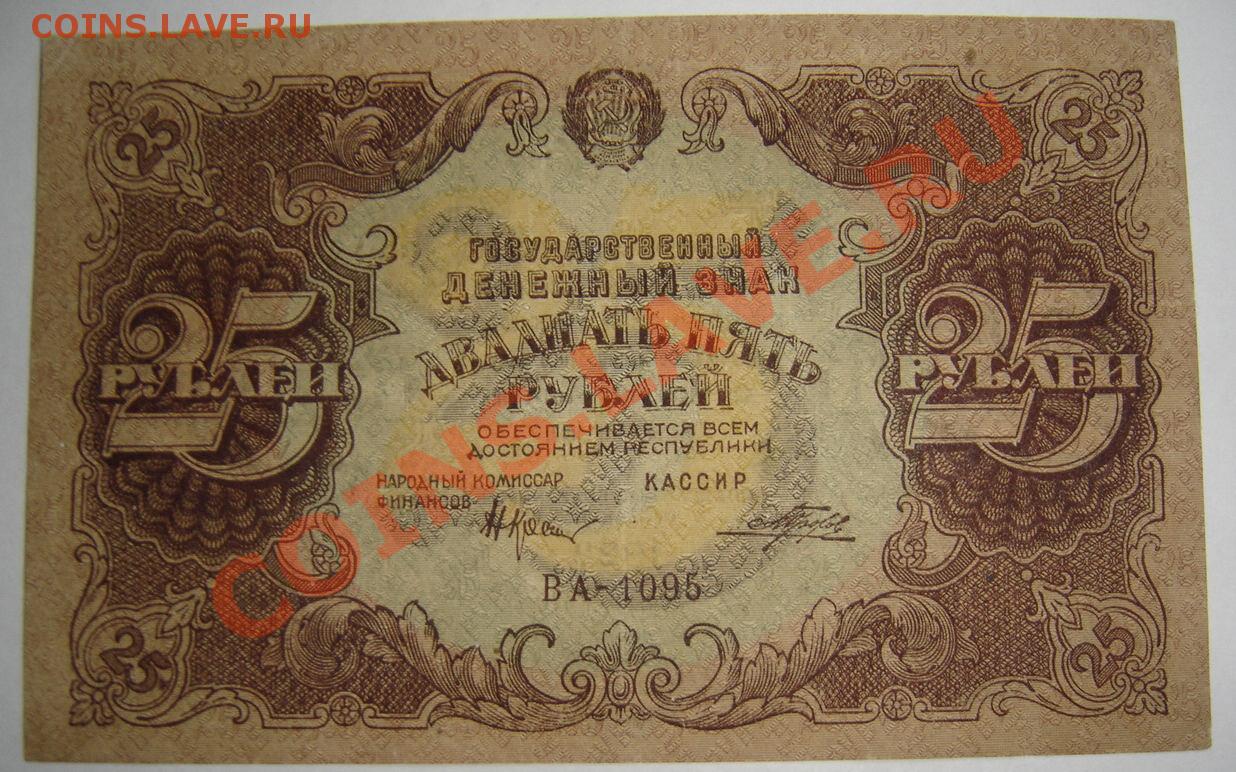 COINS.LAVE.RU
25
25
ГОСУДАРСТВЕННЫЙ
ДЕНЕЖНЫЙ ЗНАК
ДВАДЦАТЬ ПЯТЬ
РУБЛЕЙ
25
РУБЛЕЙ
25
РУБЛЕЙ
ОБЕСПЕЧИВАЕТСЯ ВСЕМ
ДОСТОЯНИЕМ РЕСПУБЛИКИ
НАРОДНЫЙ КОМИССАР
ФИНАНСОВ
КАССИР
ВА-1095
25
25
COINS.LAVE.RU